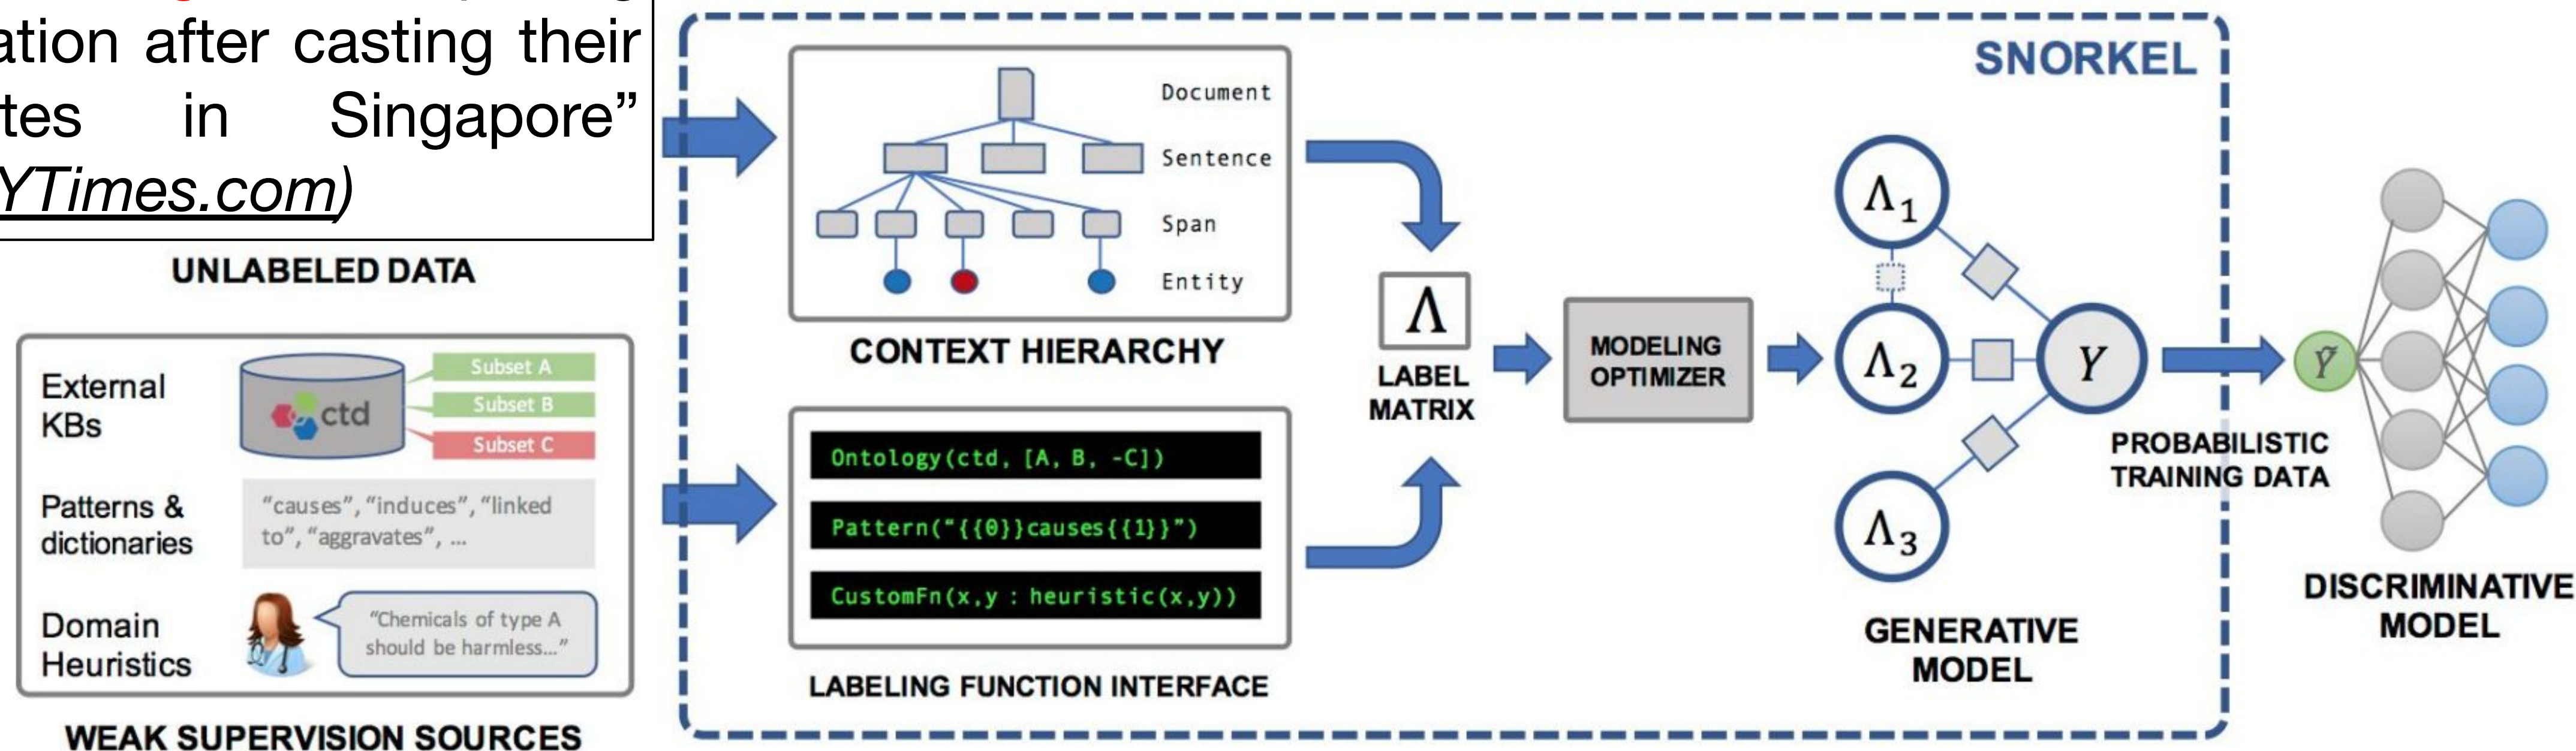 ation after casting their
tes in Singapore”
YTimes.com)
UNLABELED DATA
External
KBs
ctd
Subset A
Subset B
Subset C
Patterns &
dictionaries
“causes”, “induces”, “linked
to”, “aggravates”, ...
Domain
Heuristics
“Chemicals of type A
should be harmless...”
WEAK SUPERVISION SOURCES
SNORKEL
Document
Sentence
Span
Entity
CONTEXT HIERARCHY
Ontology(ctd, [A, B, -C])
Pattern(“{{0}}causes{{1}}”)
CustomFn(x,y : heuristic(x,y))
LABELING FUNCTION INTERFACE
Λ
LABEL
MATRIX
MODELING
OPTIMIZER
Λ1
Λ2
Λ3
Y
GENERATIVE
MODEL
PROBABILISTIC
TRAINING DATA
Ỹ
DISCRIMINATIVE
MODEL